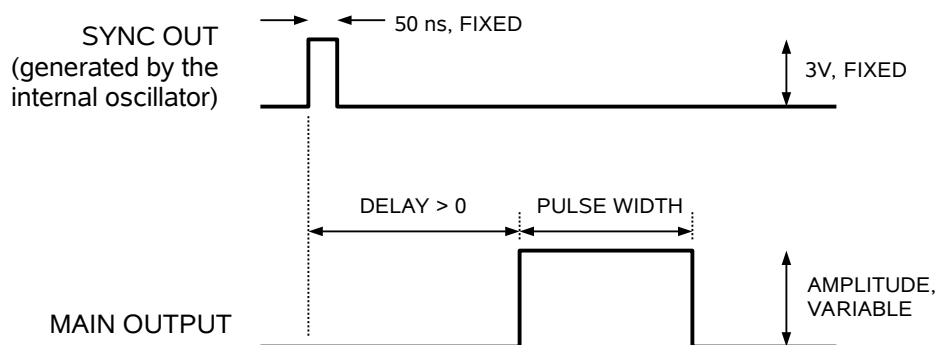 50 ns, FIXED
SYNC OUT
(generated by the
internal oscillator)
3V, FIXED
DELAY > 0
PULSE WIDTH
AMPLITUDE,
VARIABLE
MAIN OUTPUT